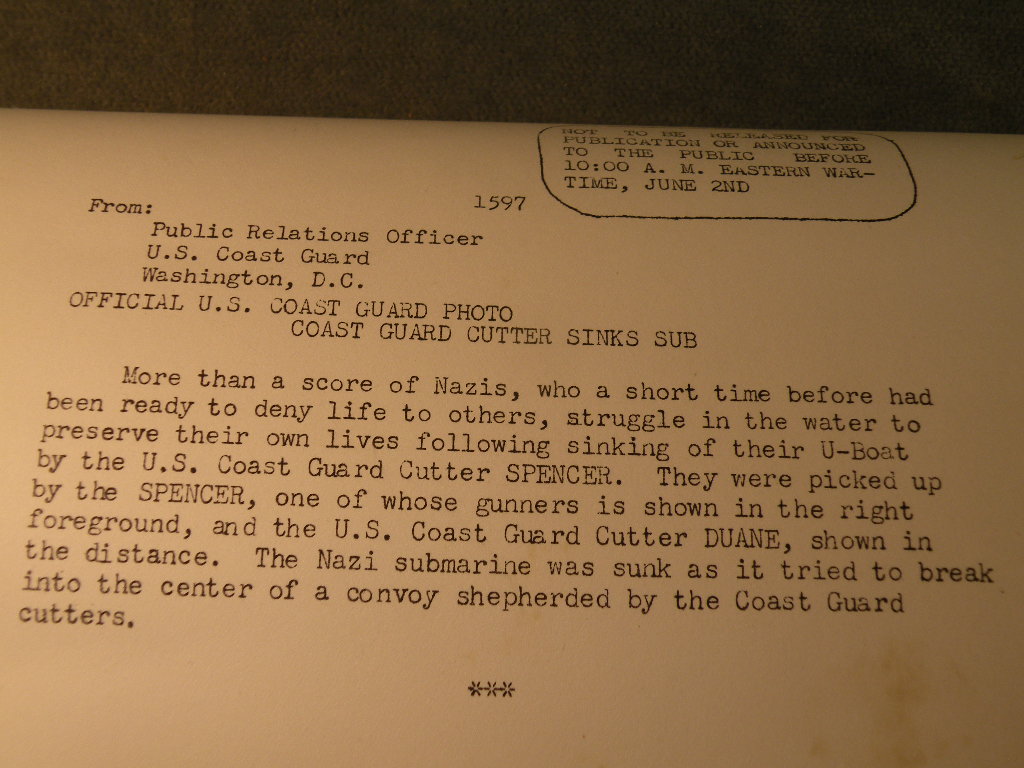 NOT TO BE RELEASED FOR
PUBLICATION OR ANNOUNCED
TO THE PUBLIC BEFORE
10:00 A. M. EASTERN WAR-
TIME, JUNE 2ND
1597
From:
Public Relations Officer
U.S. Coast Guard
Washington, D.C.
OFFICIAL U.S. COAST GUARD PHOTO
COAST GUARD CUTTER SINKS SUB
More than a score of Nazis, who a short time before had
been ready to deny life to others, struggle in the water to
preserve their own lives following sinking of their U-Boat
by the U.S. Coast Guard Cutter SPENCER. They were picked up
by the SPENCER, one of whose gunners is shown in the right
foreground, and the U.S. Coast Guard Cutter DUANE, shown in
the distance. The Nazi submarine was sunk as it tried to break
into the center of a convoy shepherded by the Coast Guard
cutters.
***